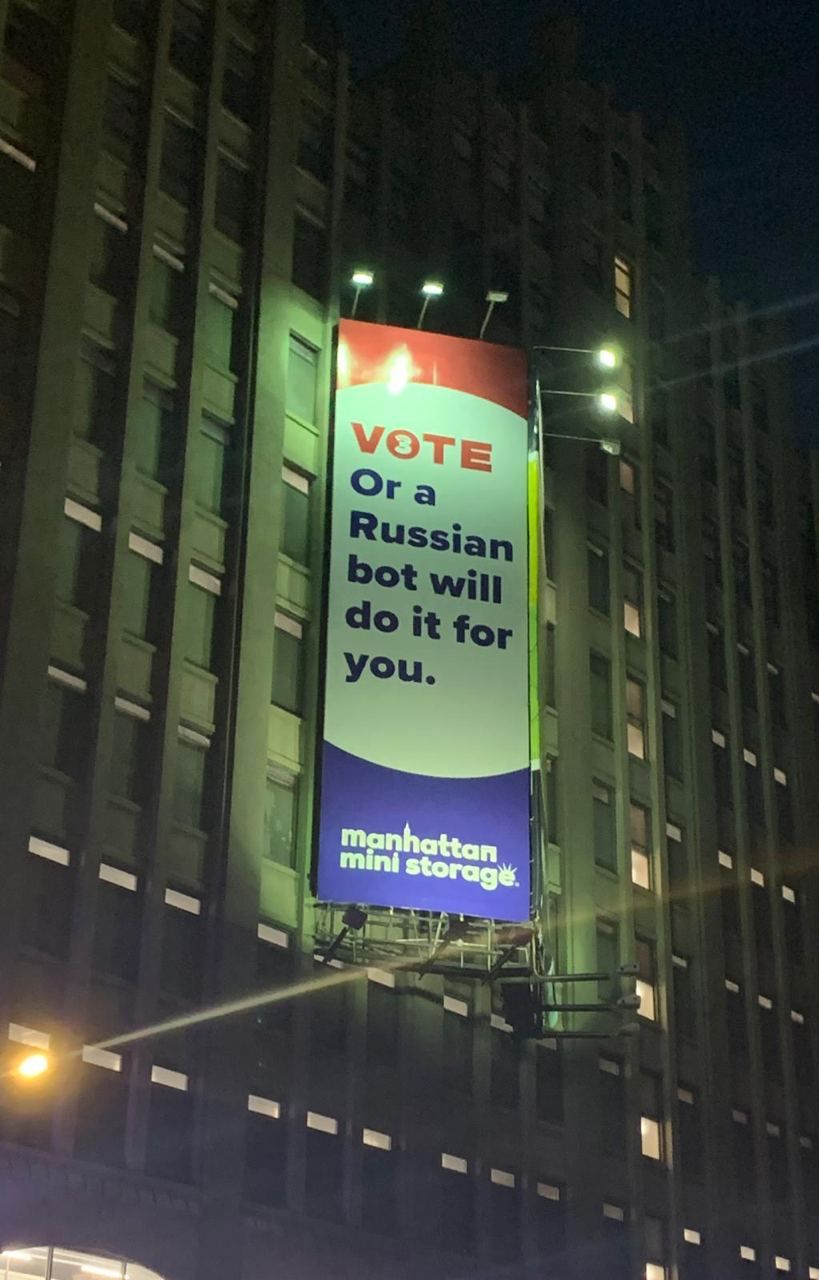 VOTE
Or a
Russian
bot will
do it for
you.
manhattan
mini storage®